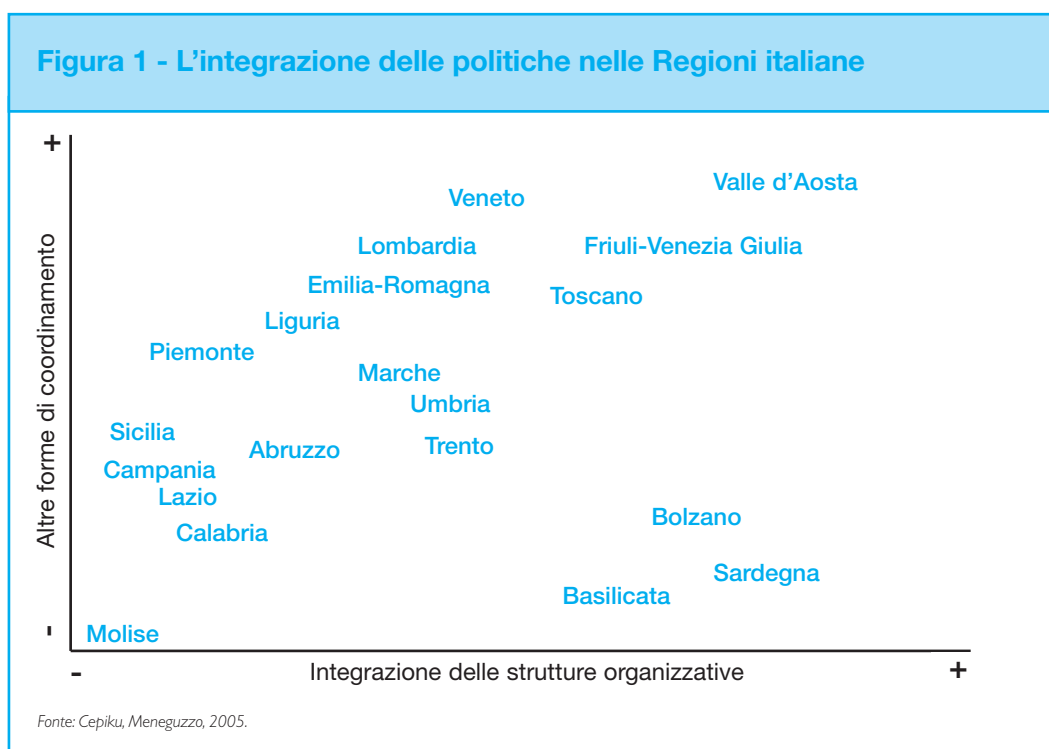 Figura 1 - L'integrazione delle politiche nelle Regioni italiane
+
Altre forme di coordinamento
Valle d'Aosta
Veneto
Lombardia
Friuli-Venezia Giulia
Emilia-Romagna
Toscano
Liguria
Piemonte
Marche
Umbria
Sicilia
Trento
Abruzzo
Campania
Lazio
Bolzano
Calabria
Sardegna
Basilicata
-
Molise
-
Integrazione delle strutture organizzative
+
Fonte: Cepiku, Meneguzzo, 2005.